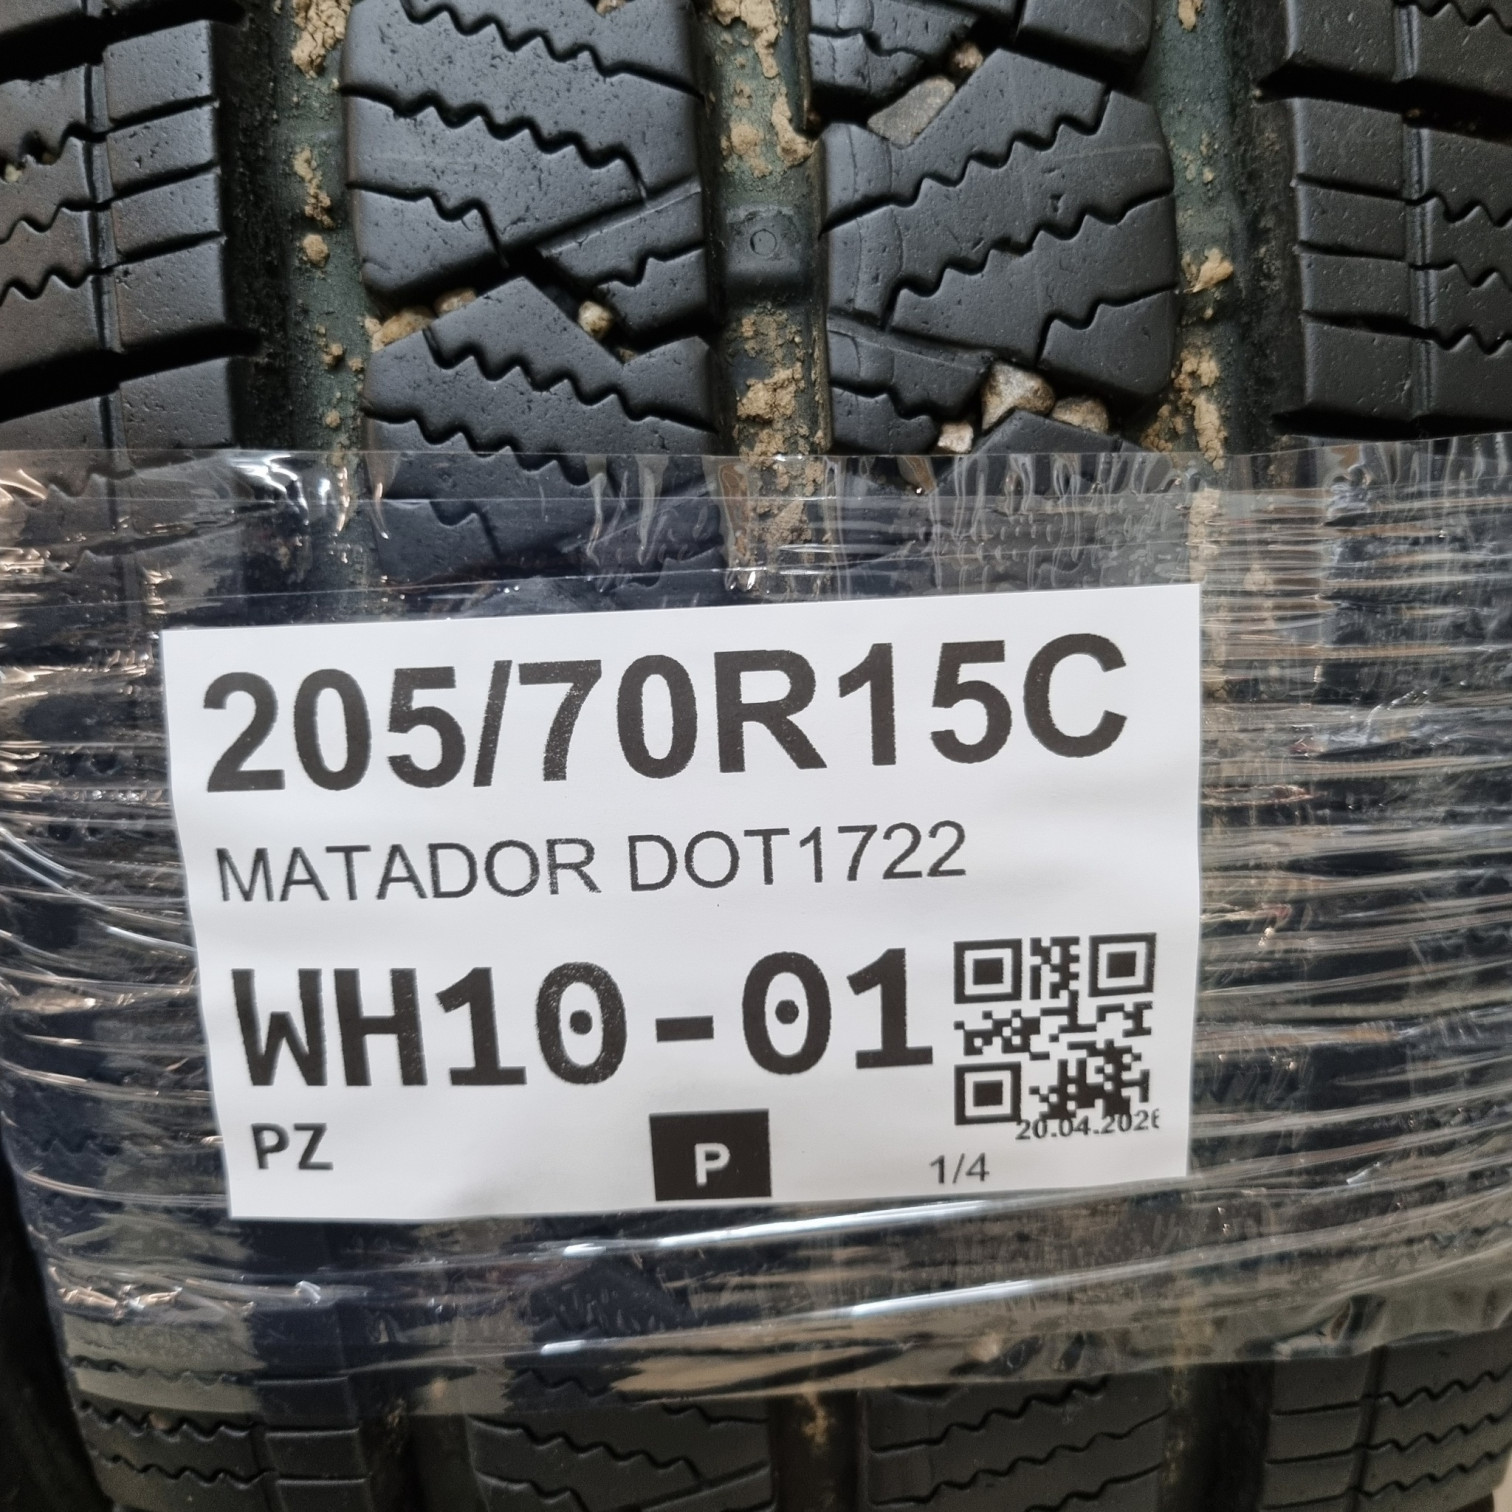 205/70R15C
MATADOR DOT1722
WH10-01
20.04.2026
PZ
P
1/4